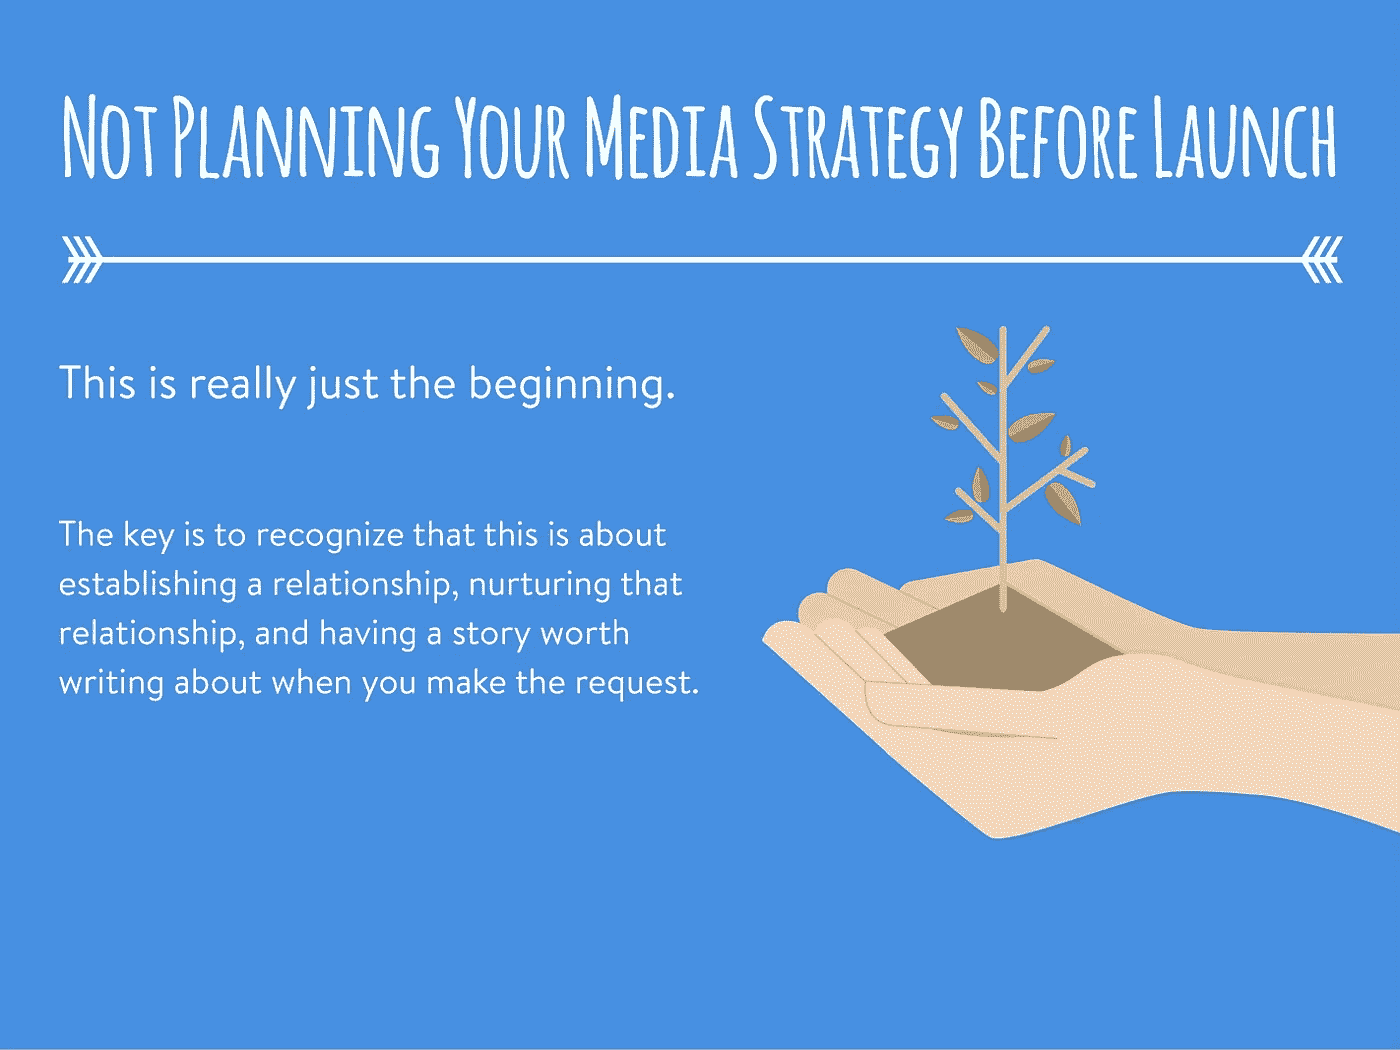 Not Planning Your Media Strategy Before Launch
This is really just the beginning.
The key is to recognize that this is about
establishing a relationship, nurturing that
relationship, and having a story worth
writing about when you make the request.